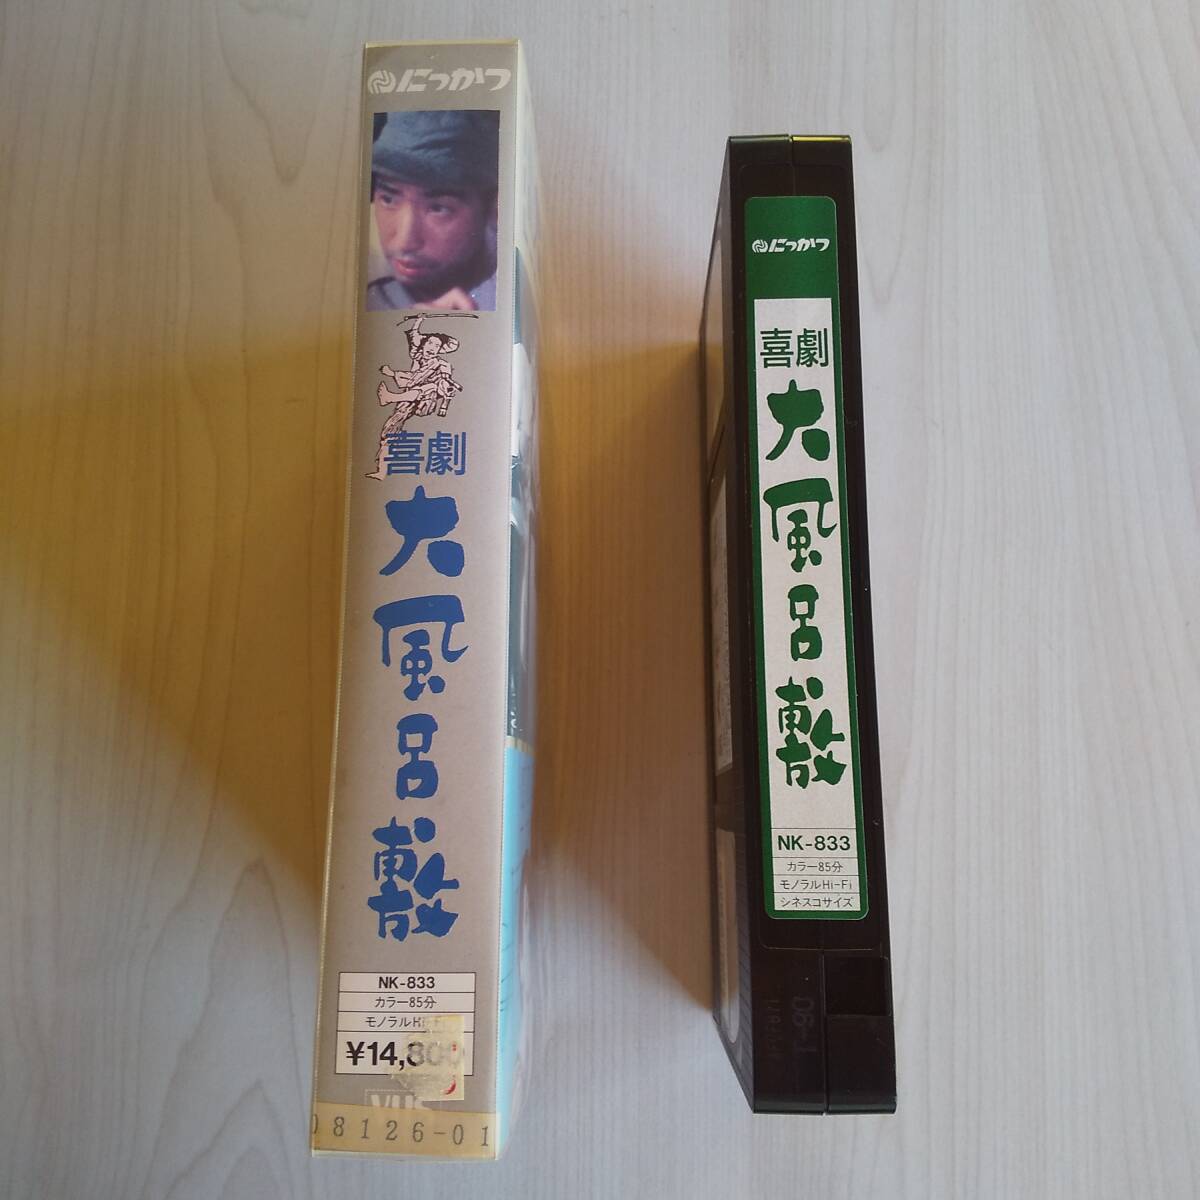 にっかつ
喜劇
大風呂敷
NK-833
カラー85分
モノラルHi-Fi
¥14,800
VHS
08126-01
にっかつ
喜劇
大風呂敷
NK-833
カラー85分
モノラルHi-Fi
シネスコサイズ
T-90